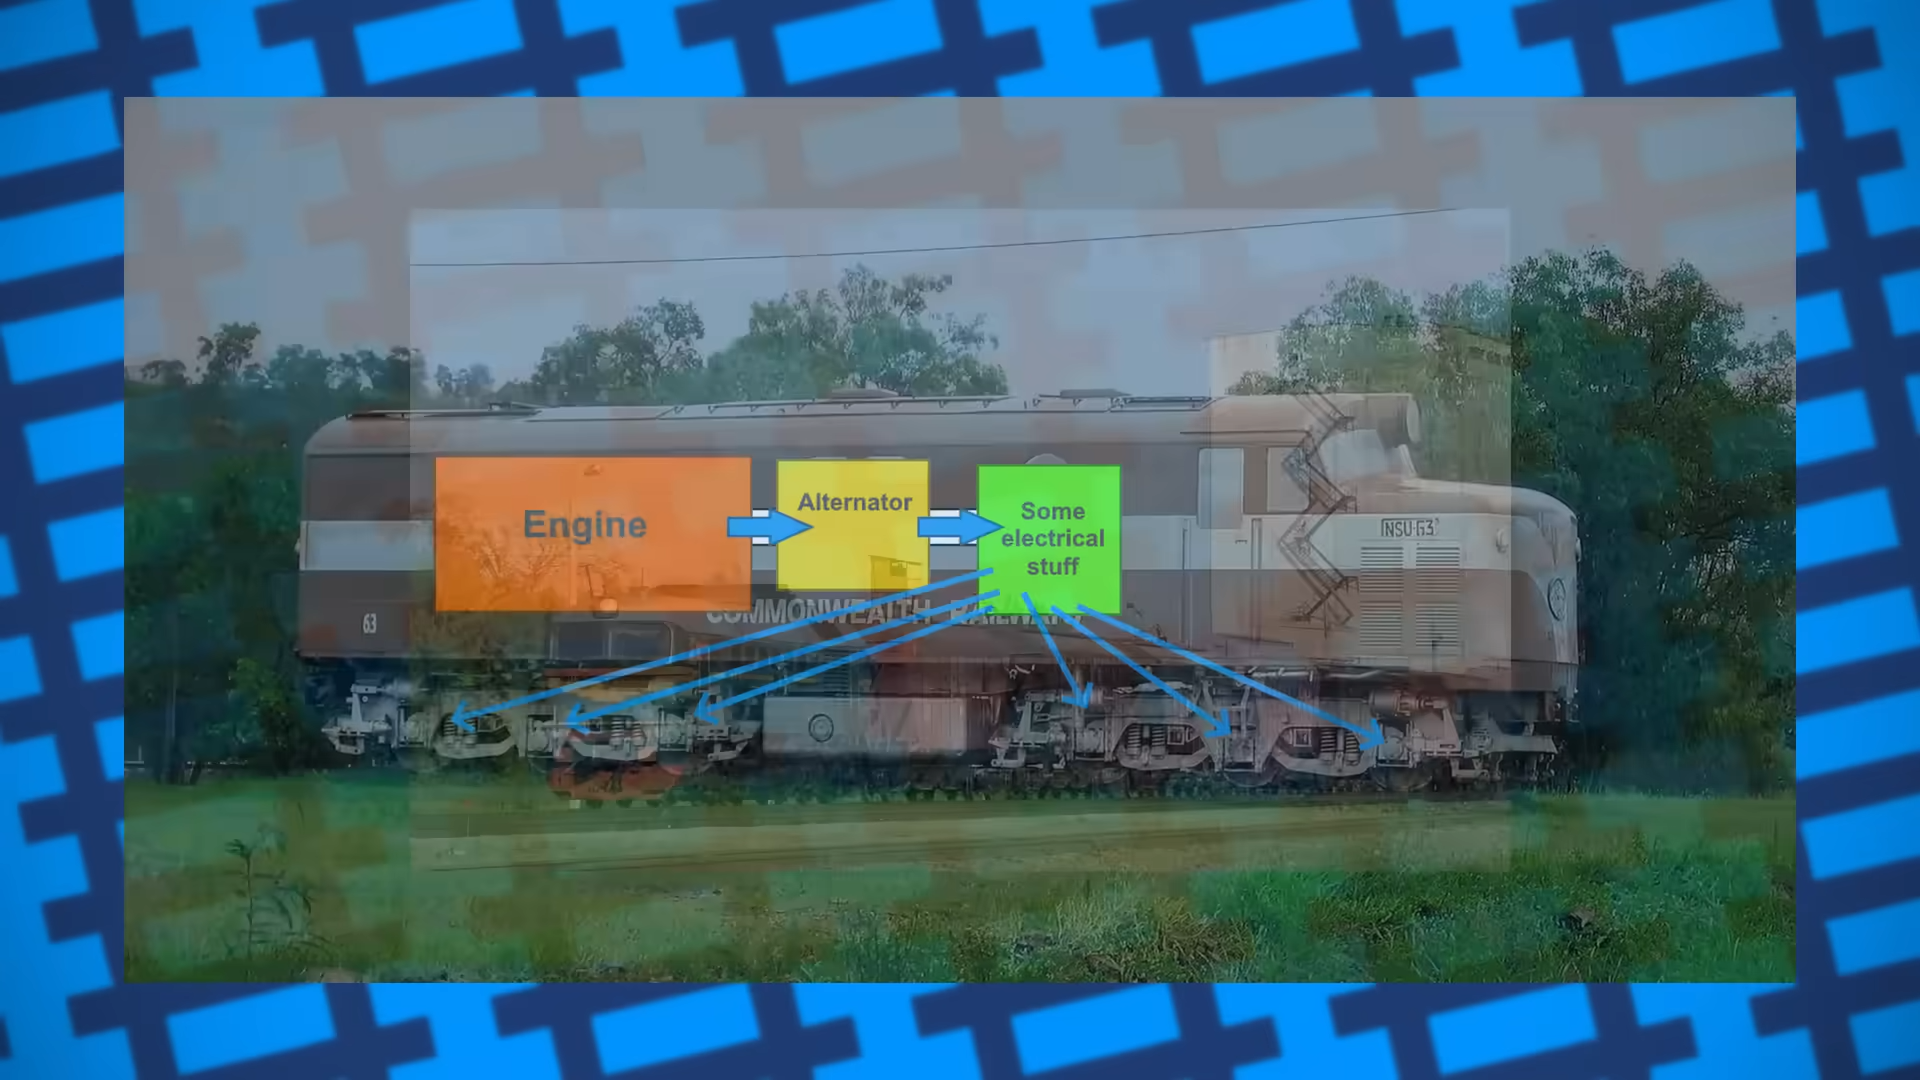 Engine
Alternator
Some
electrical
stuff
NSU 63
63
COMMONWEALTH RAILWAYS